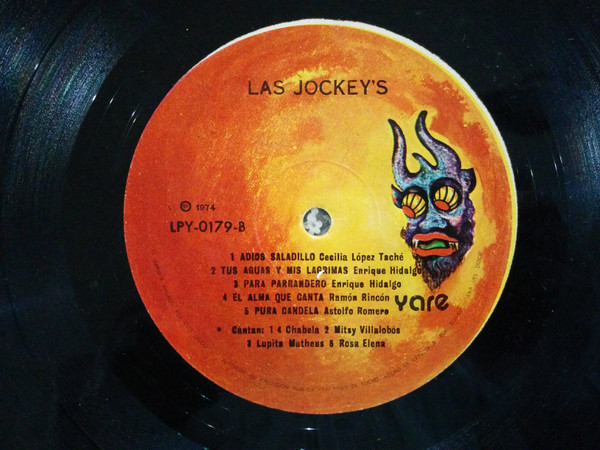 LAS JOCKEY'S
℗ 1974
LPY-0179-B
1 ADIOS SALADILLO Cecilia López Taché
2 TUS AGUAS Y MIS LAGRIMAS Enrique Hidalgo
3 PARA PARRANDERO Enrique Hidalgo
4 EL ALMA QUE CANTA Ramón Rincón
5 PURA CANDELA Astolfo Romero
yare
* Cantan: 1 4 Chabela 2 Mitsy Villalobós
3 Lupita Matheus 5 Rosa Elena